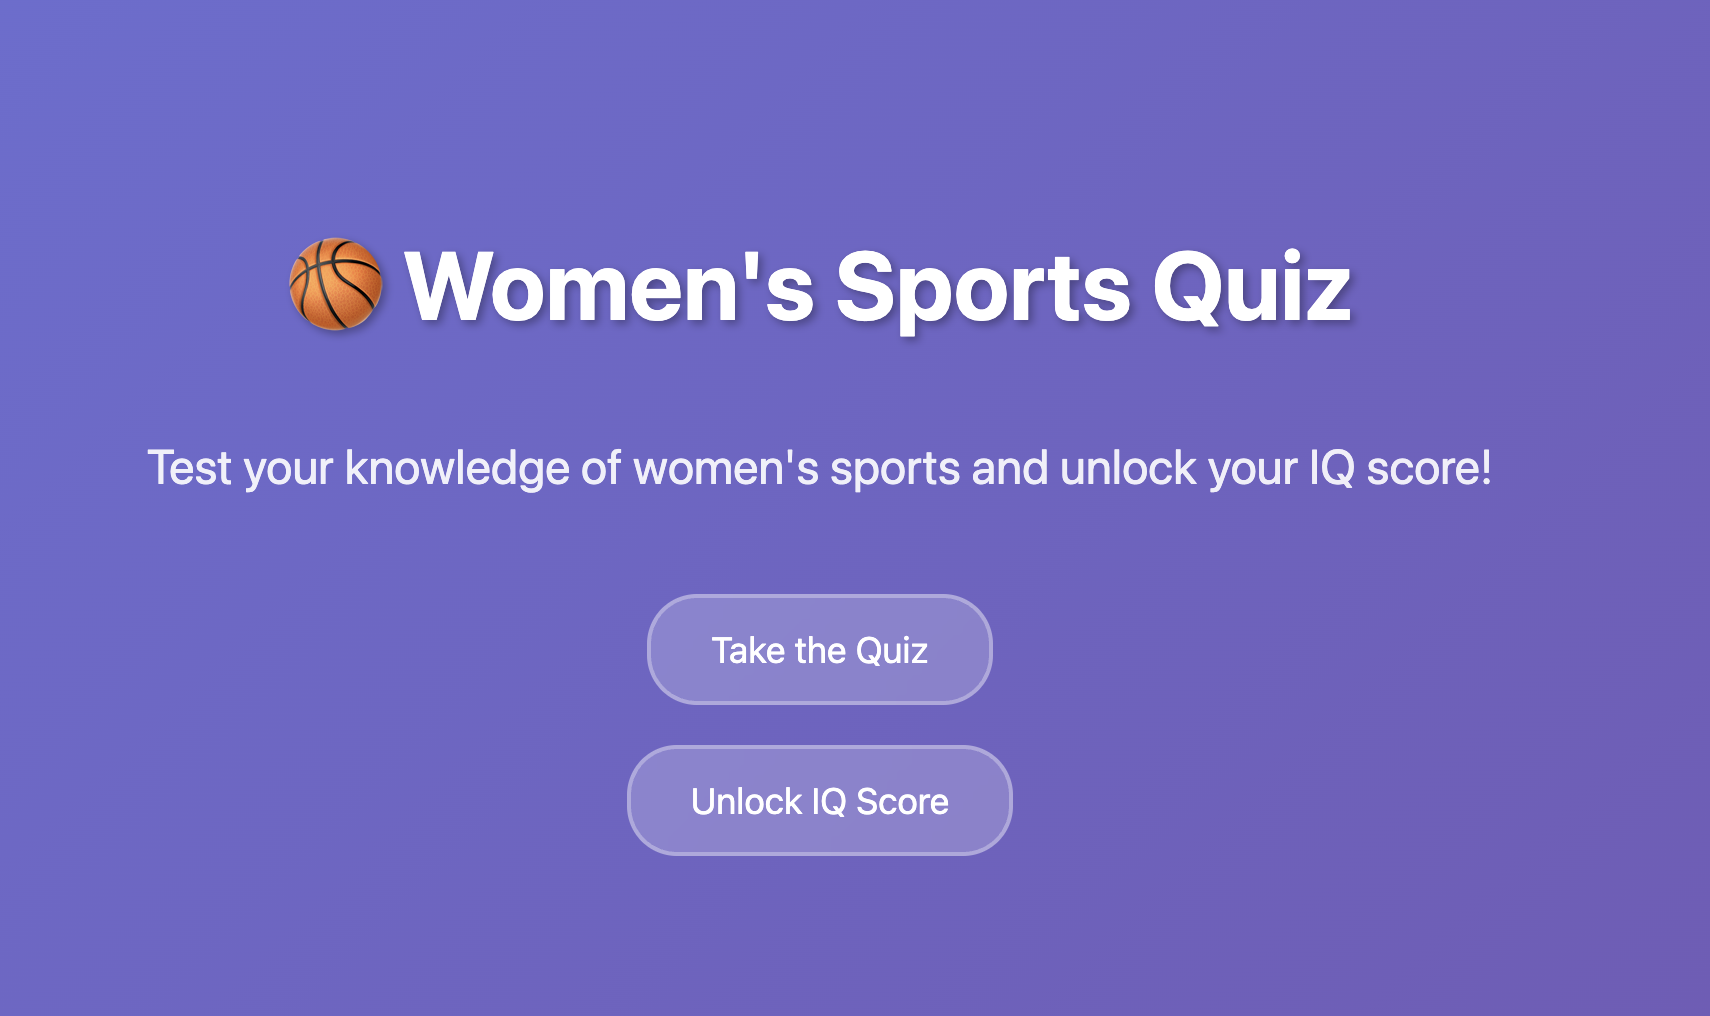 Women's Sports Quiz
Test your knowledge of women's sports and unlock your IQ score!
Take the Quiz
Unlock IQ Score